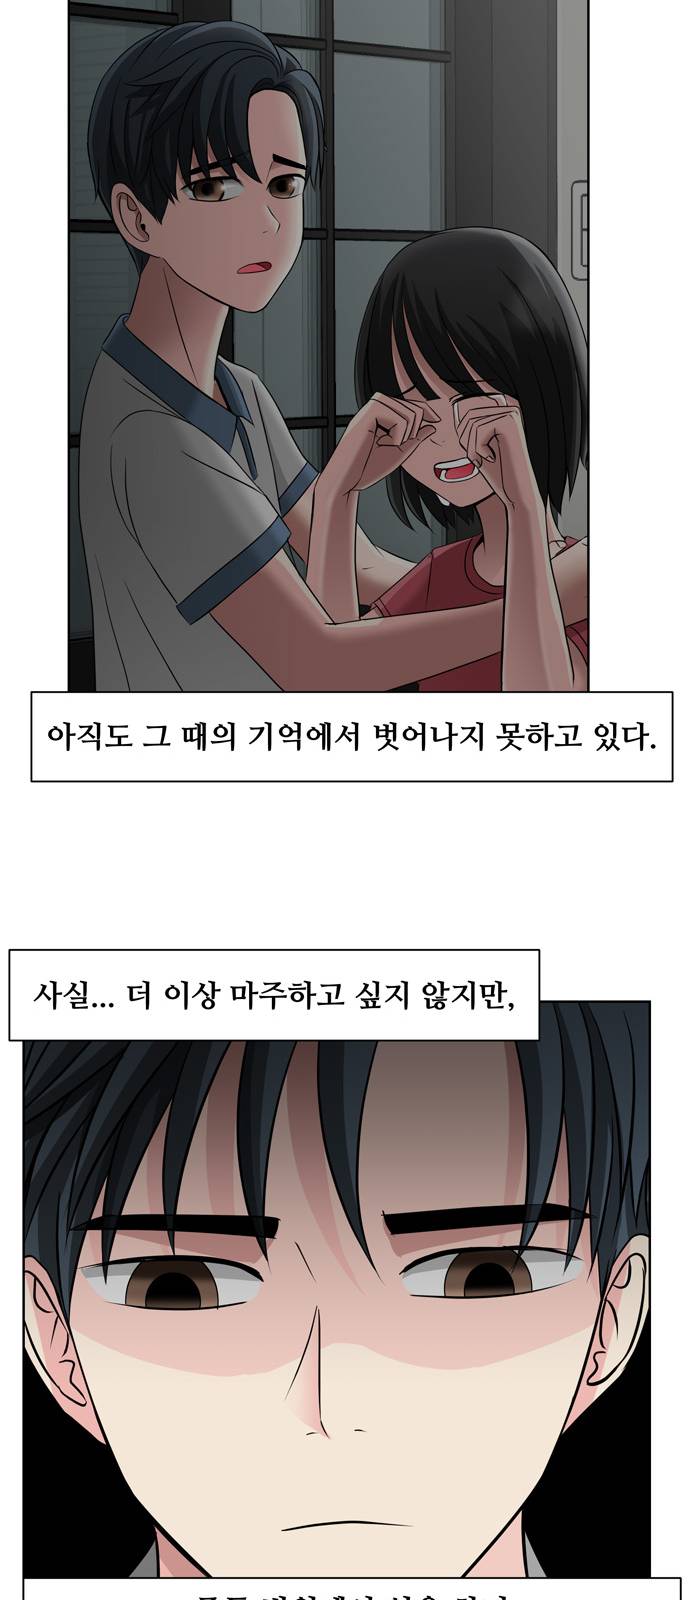 아직도 그 때의 기억에서 벗어나지 못하고 있다.
사실... 더 이상 마주하고 싶지 않지만,